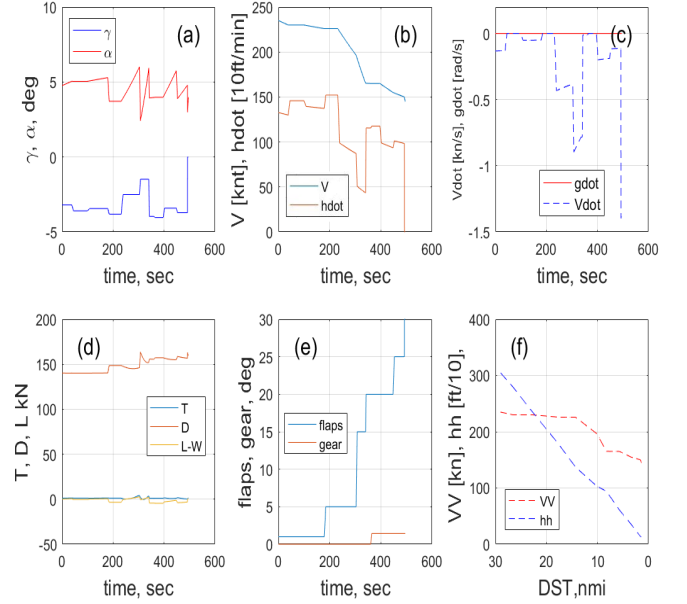 (a)
γ
α
γ, α, deg
10
5
0
-5
0 200 400 600
time, sec
(b)
V [knt], hdot [10ft/min]
250
200
150
100
50
0
V
hdot
0 200 400 600
time, sec
(c)
Vdot [kn/s], gdot [rad/s]
0
-0.5
-1
-1.5
gdot
Vdot
0 200 400 600
time, sec
(d)
T, D, L kN
200
150
100
50
0
-50
T
D
L-W
0 200 400 600
time, sec
(e)
flaps, gear, deg
30
25
20
15
10
5
0
flaps
gear
0 200 400 600
time, sec
(f)
VV [kn], hh [ft/10],
400
300
200
100
0
VV
hh
30 20 10 0
DST,nmi